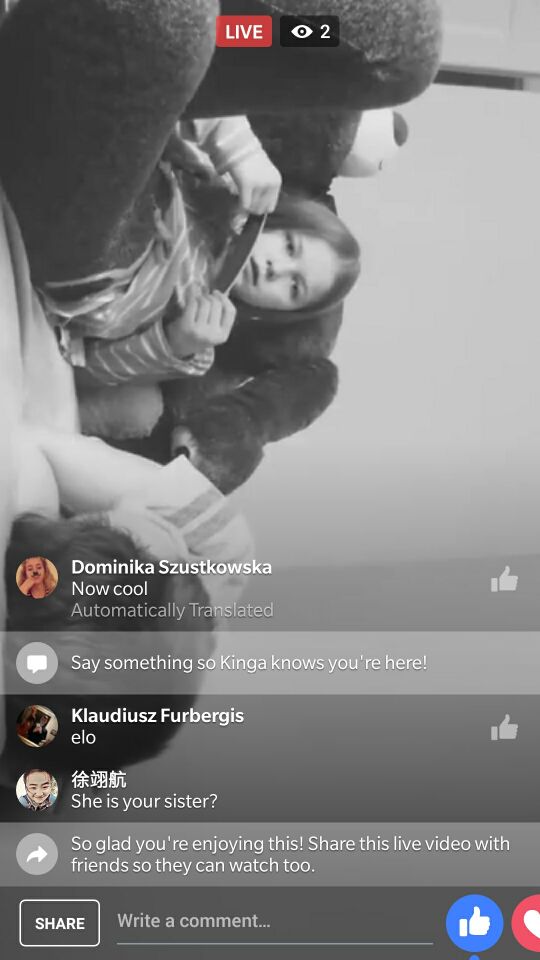 LIVE 2
Dominika Szustkowska
Now cool
Automatically Translated
Say something so Kinga knows you're here!
Klaudiusz Furbergis
elo
徐翊航
She is your sister?
So glad you're enjoying this! Share this live video with
friends so they can watch too.
SHARE Write a comment...